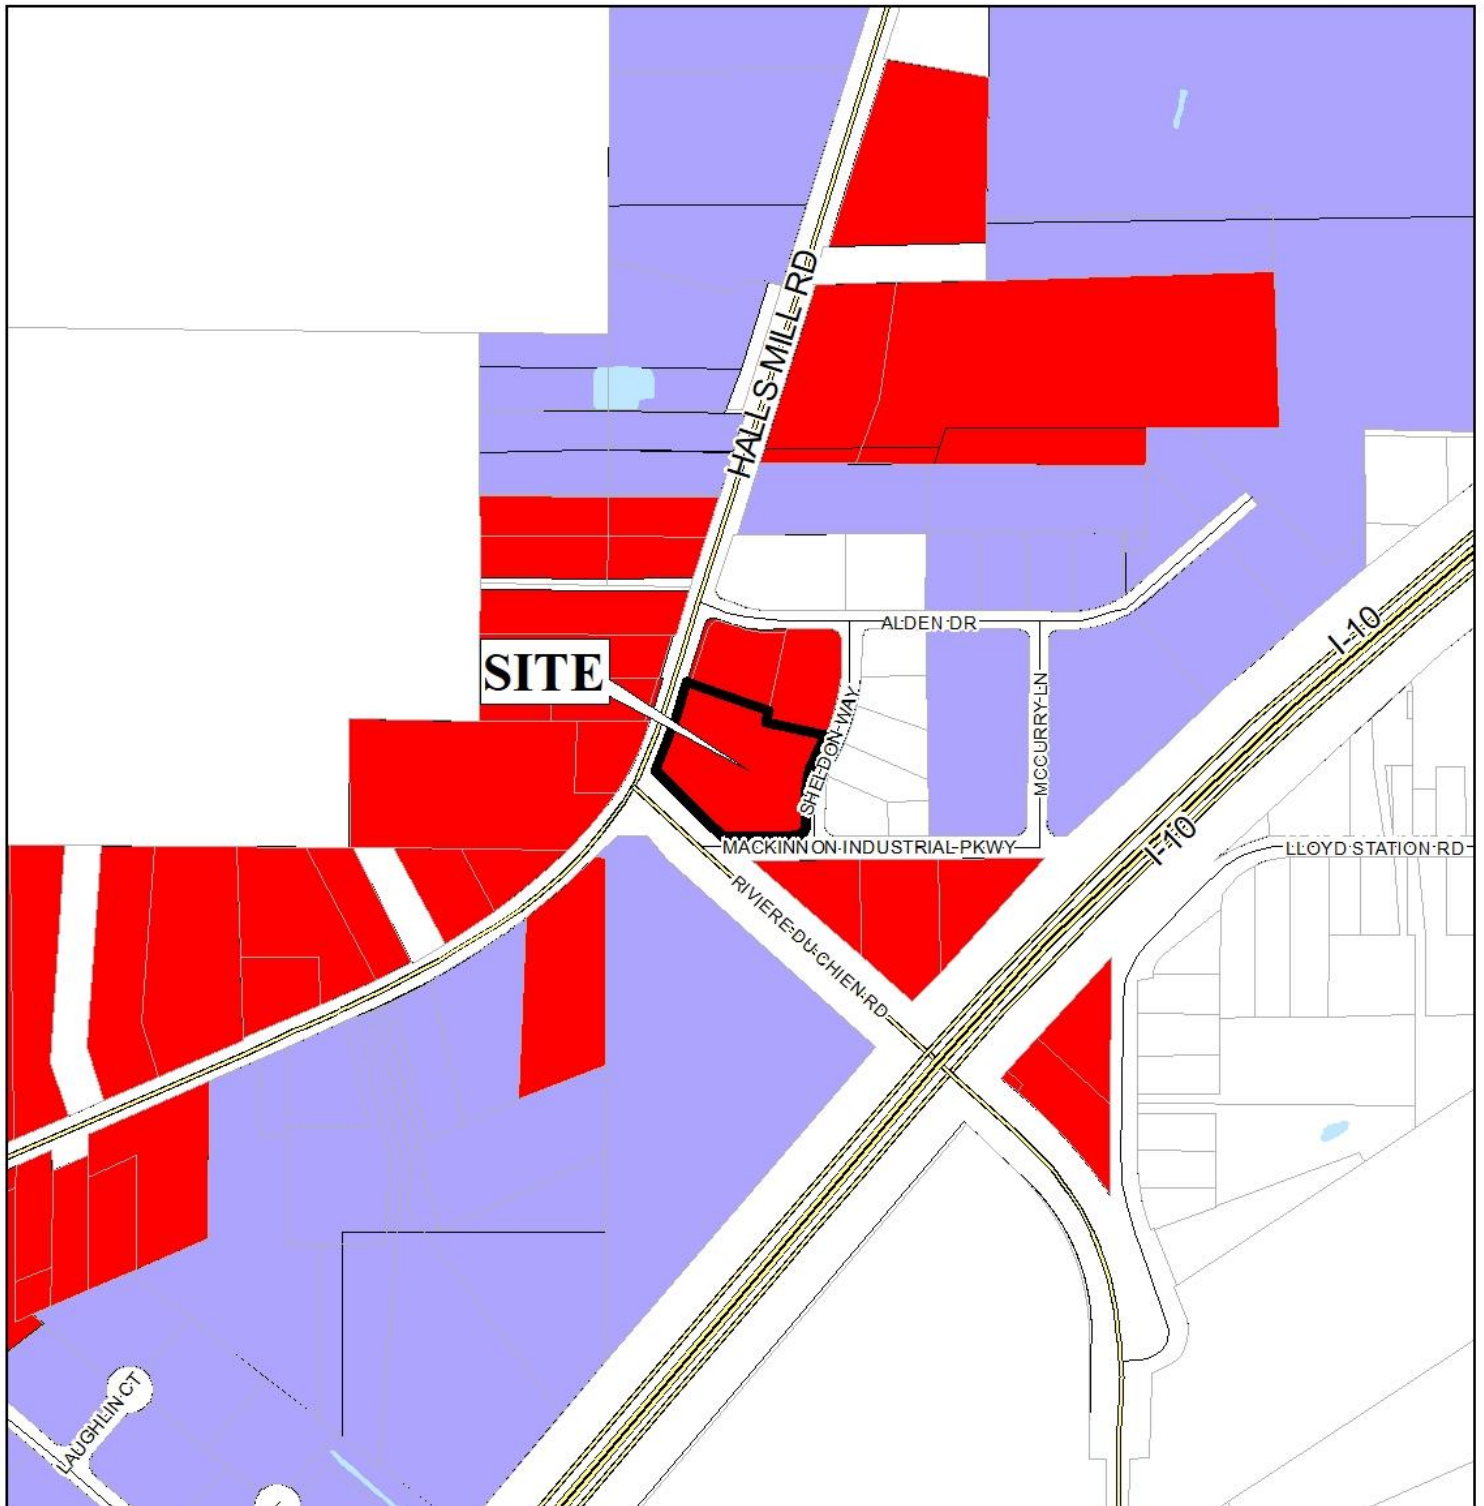 HALLS MILL RD
ALDEN DR
I-10
SITE
SHELDON WAY
MCCURRY LN
I-10
MACKINNON INDUSTRIAL PKWY
LLOYD STATION RD
RIVIERE DU CHIEN RD
LAUGHLIN CT